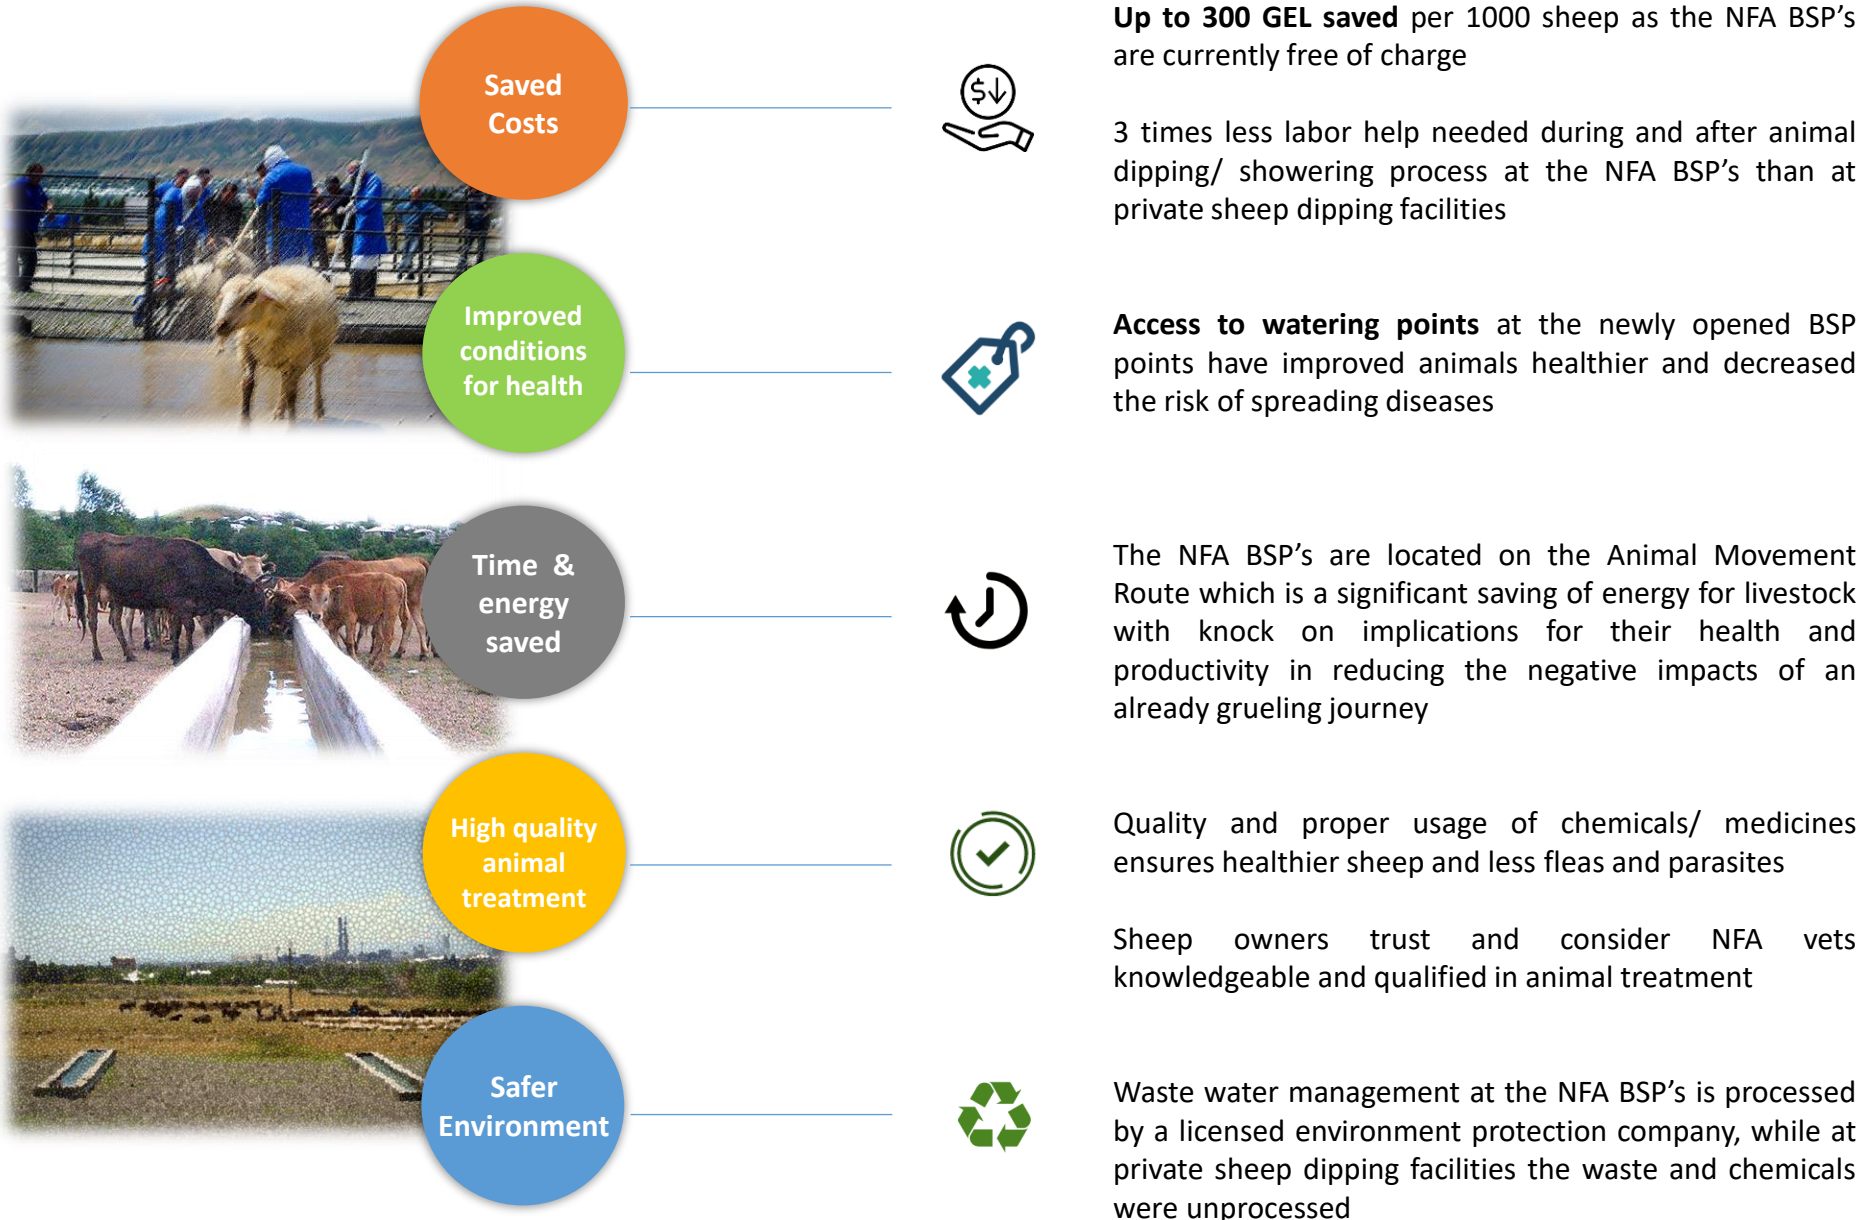 Saved
Costs
Up to 300 GEL saved per 1000 sheep as the NFA BSP's
are currently free of charge
3 times less labor help needed during and after animal
dipping/ showering process at the NFA BSP's than at
private sheep dipping facilities
Improved
conditions
for health
Access to watering points at the newly opened BSP
points have improved animals healthier and decreased
the risk of spreading diseases
Time &
energy
saved
The NFA BSP's are located on the Animal Movement
Route which is a significant saving of energy for livestock
with knock on implications for their health and
productivity in reducing the negative impacts of an
already grueling journey
High quality
animal
treatment
Quality and proper usage of chemicals/ medicines
ensures healthier sheep and less fleas and parasites
Sheep owners trust and consider NFA vets
knowledgeable and qualified in animal treatment
Safer
Environment
Waste water management at the NFA BSP's is processed
by a licensed environment protection company, while at
private sheep dipping facilities the waste and chemicals
were unprocessed